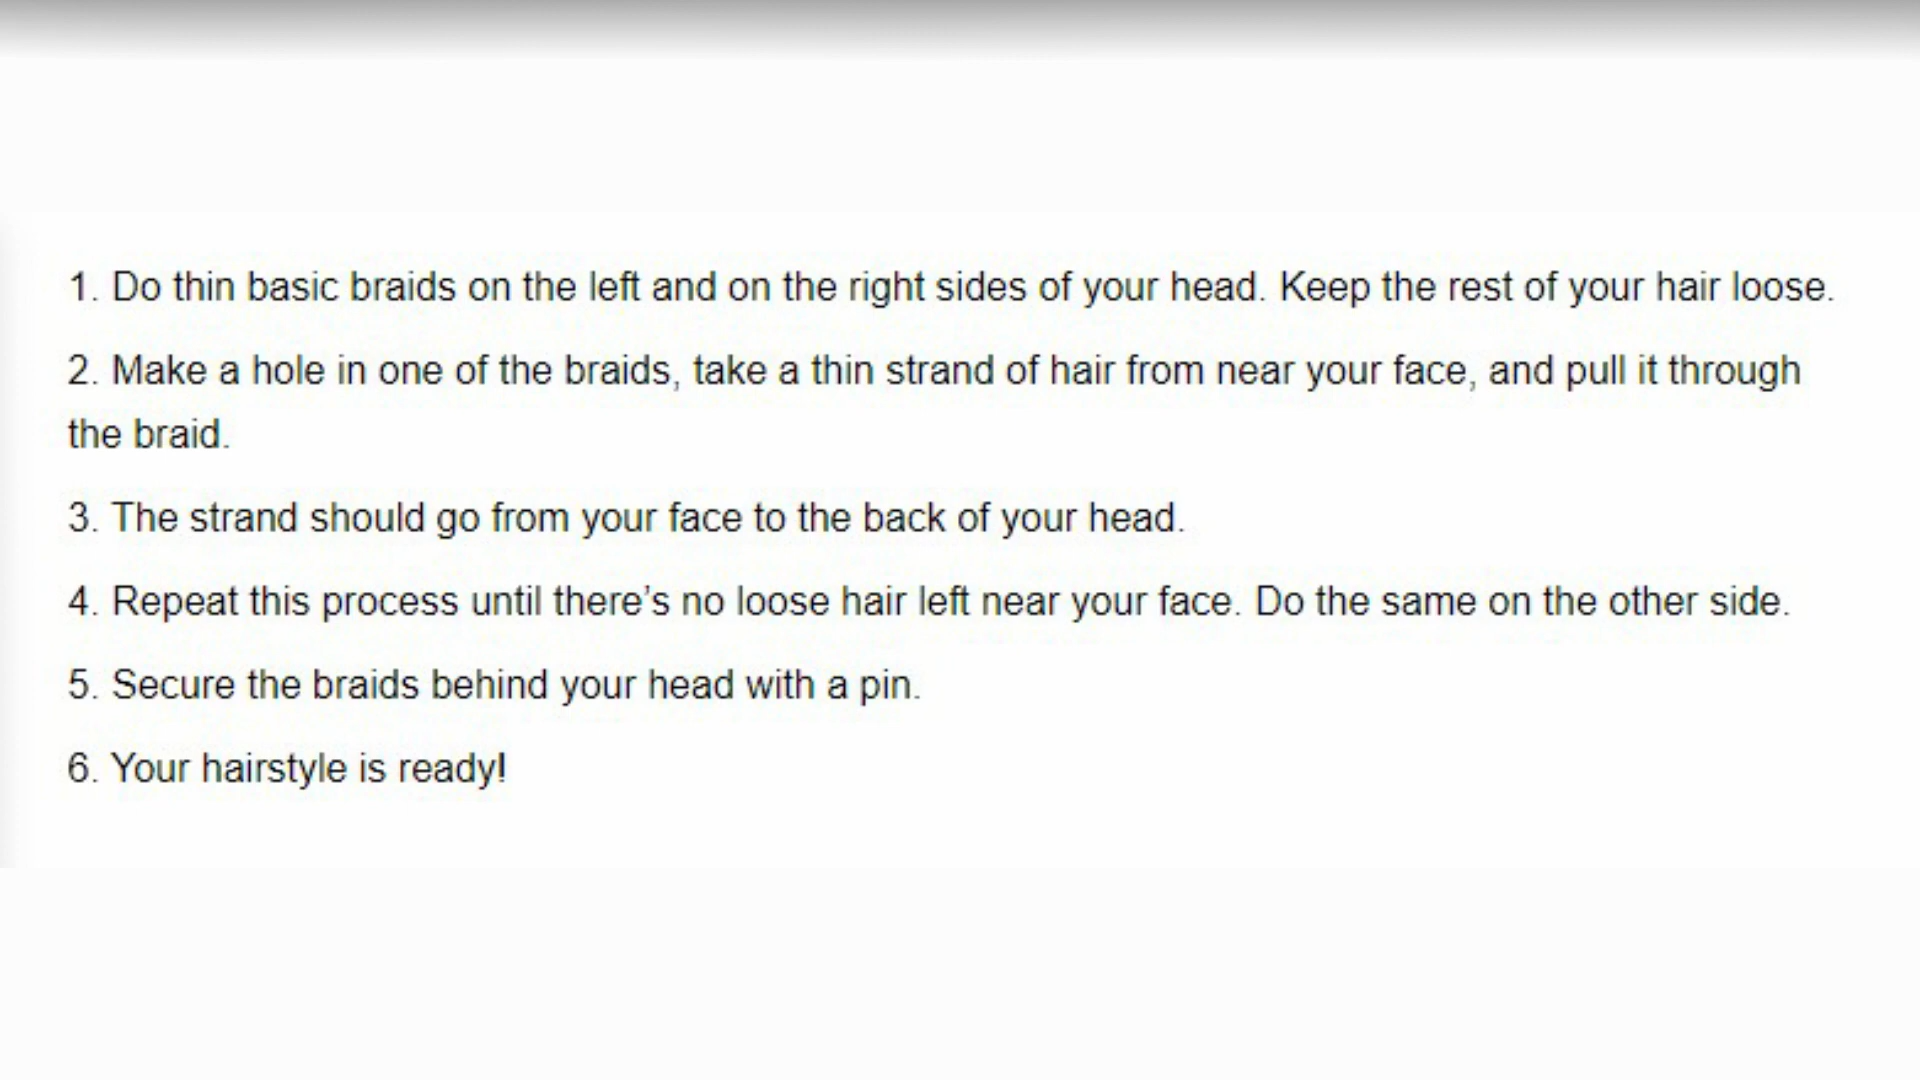 1. Do thin basic braids on the left and on the right sides of your head. Keep the rest of your hair loose.
2. Make a hole in one of the braids, take a thin strand of hair from near your face, and pull it through
the braid.
3. The strand should go from your face to the back of your head.
4. Repeat this process until there’s no loose hair left near your face. Do the same on the other side.
5. Secure the braids behind your head with a pin.
6. Your hairstyle is ready!